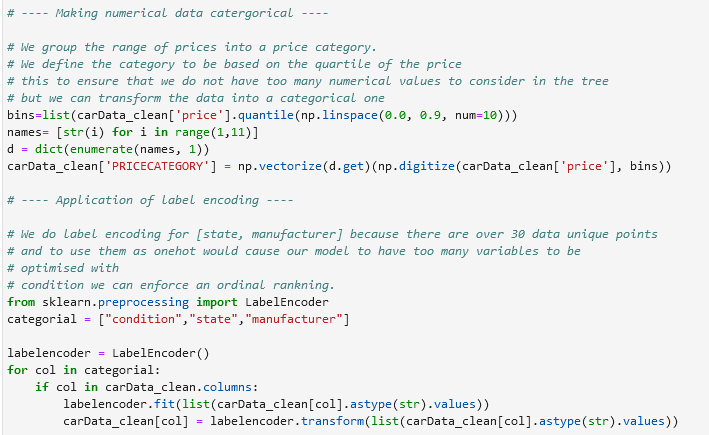 # ---- Making numerical data catergorical ----
# We group the range of prices into a price category.
# We define the category to be based on the quartile of the price
# this to ensure that we do not have too many numerical values to consider in the tree
# but we can transform the data into a categorical one
bins=list(carData_clean['price'].quantile(np.linspace(0.0, 0.9, num=10)))
names= [str(i) for i in range(1,11)]
d = dict(enumerate(names, 1))
carData_clean['PRICECATEGORY'] = np.vectorize(d.get)(np.digitize(carData_clean['price'], bins))
# ---- Application of label encoding ----
# We do label encoding for [state, manufacturer] because there are over 30 data unique points
# and to use them as onehot would cause our model to have too many variables to be
# optimised with
# condition we can enforce an ordinal rankning.
from sklearn.preprocessing import LabelEncoder
categorial = ["condition","state","manufacturer"]
labelencoder = LabelEncoder()
for col in categorial:
    if col in carData_clean.columns:
        labelencoder.fit(list(carData_clean[col].astype(str).values))
        carData_clean[col] = labelencoder.transform(list(carData_clean[col].astype(str).values))